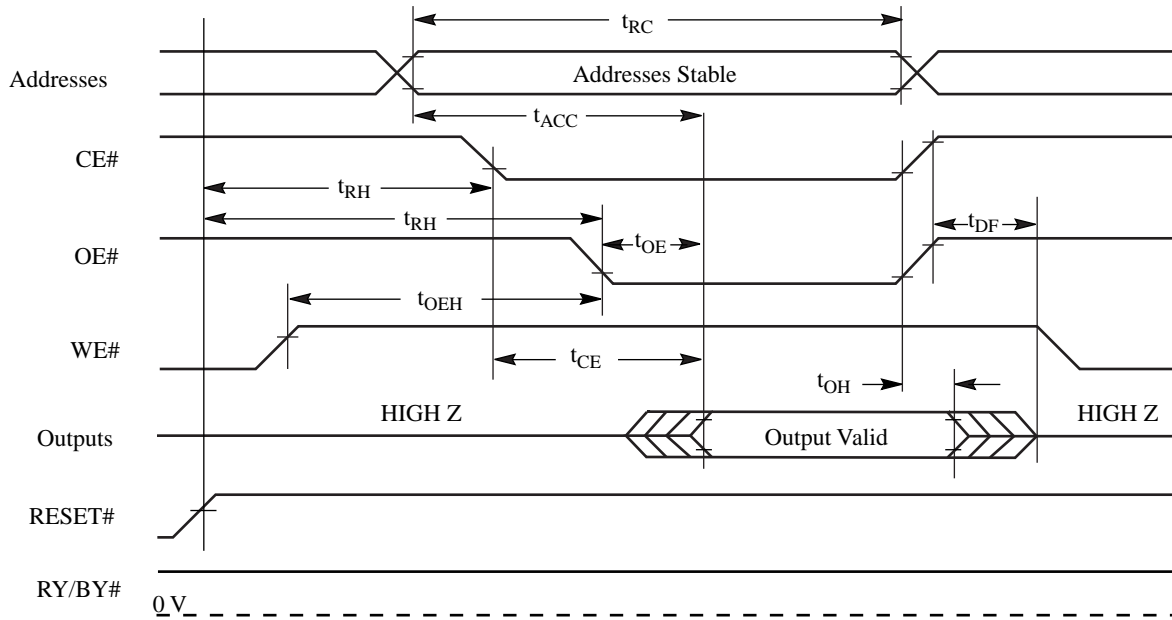 tRC
Addresses
Addresses Stable
tACC
CE#
tRH
tRH
tOE
tDF
OE#
tOEH
WE#
tCE
tOH
HIGH Z
HIGH Z
Outputs
Output Valid
RESET#
RY/BY#
0 V